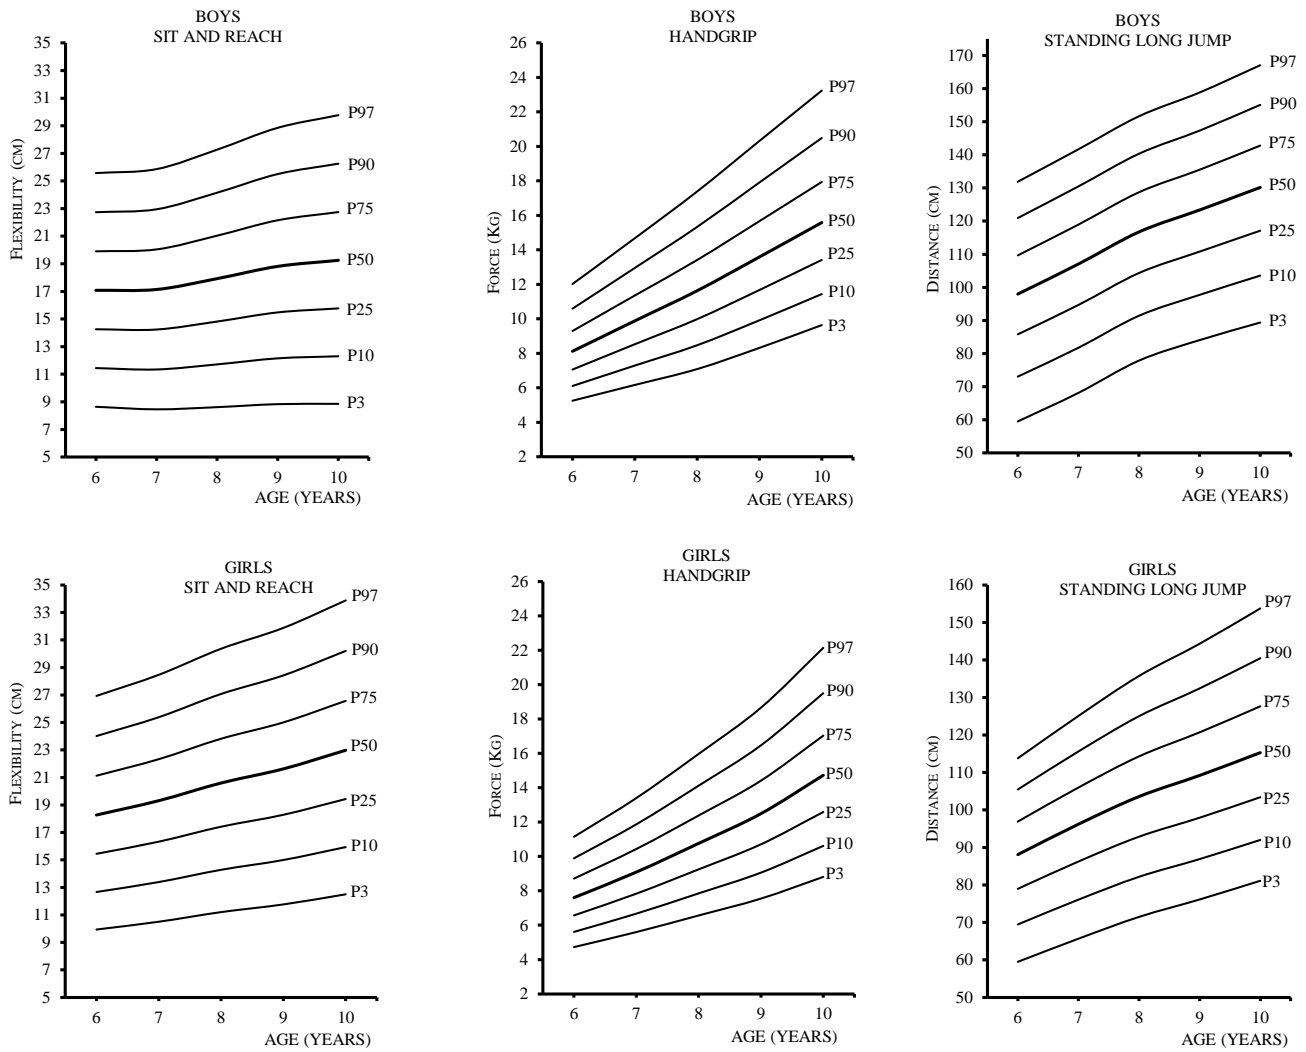 BOYS
SIT AND REACH
35
33
31
29
27
25
23
21
19
17
15
13
11
9
7
5
FLEXIBILITY (CM)
P97
P90
P75
P50
P25
P10
P3
6 7 8 9 10
AGE (YEARS)
BOYS
HANDGRIP
26
24
22
20
18
16
14
12
10
8
6
4
2
FORCE (KG)
P97
P90
P75
P50
P25
P10
P3
6 7 8 9 10
AGE (YEARS)
BOYS
STANDING LONG JUMP
170
160
150
140
130
120
110
100
90
80
70
60
50
DISTANCE (CM)
P97
P90
P75
P50
P25
P10
P3
6 7 8 9 10
AGE (YEARS)
GIRLS
SIT AND REACH
35
33
31
29
27
25
23
21
19
17
15
13
11
9
7
5
FLEXIBILITY (CM)
P97
P90
P75
P50
P25
P10
P3
6 7 8 9 10
AGE (YEARS)
GIRLS
HANDGRIP
26
24
22
20
18
16
14
12
10
8
6
4
2
FORCE (KG)
P97
P90
P75
P50
P25
P10
P3
6 7 8 9 10
AGE (YEARS)
GIRLS
STANDING LONG JUMP
160
150
140
130
120
110
100
90
80
70
60
50
DISTANCE (CM)
P97
P90
P75
P50
P25
P10
P3
6 7 8 9 10
AGE (YEARS)